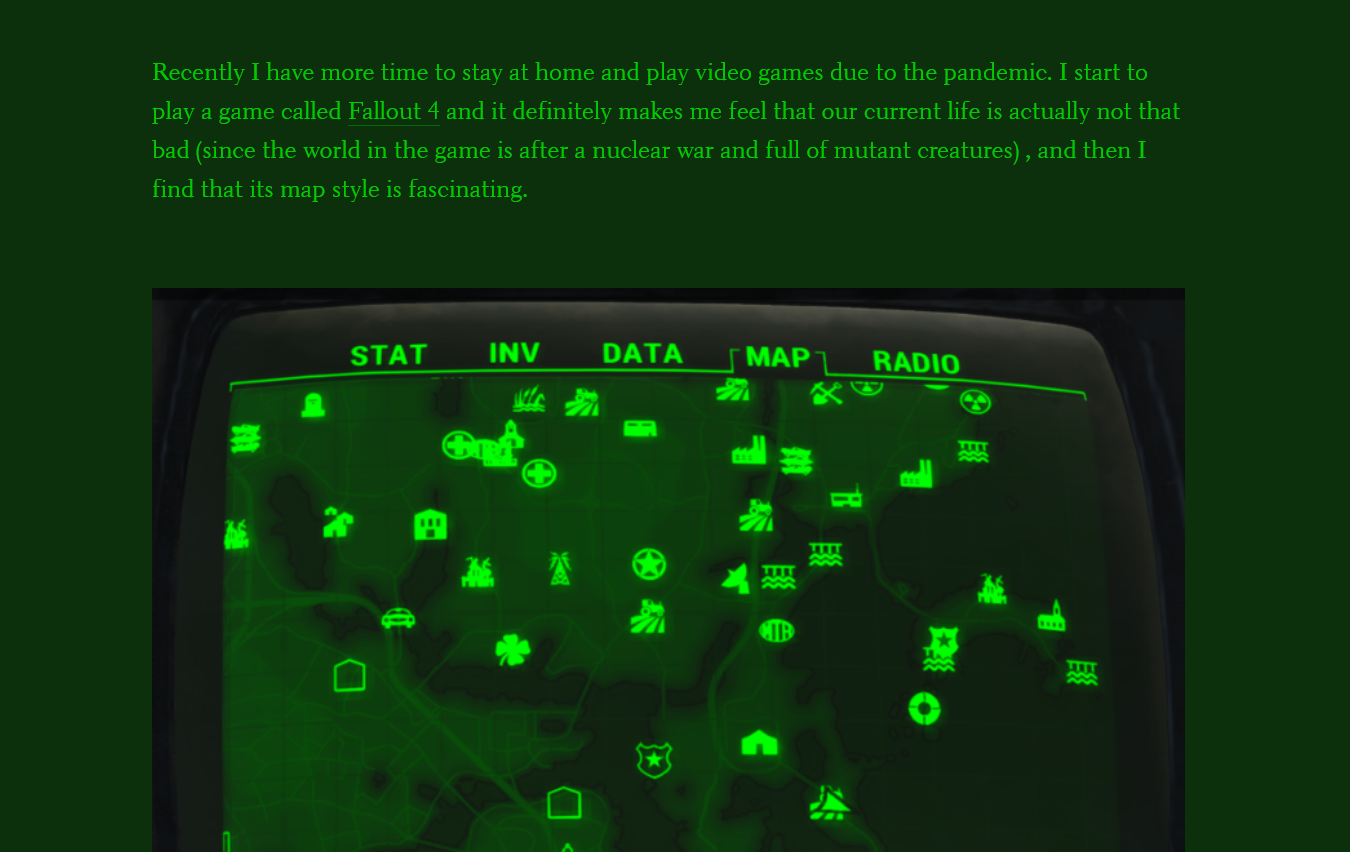 Recently I have more time to stay at home and play video games due to the pandemic. I start to
play a game called Fallout 4 and it definitely makes me feel that our current life is actually not that
bad (since the world in the game is after a nuclear war and full of mutant creatures) , and then I
find that its map style is fascinating.
STAT INV DATA MAP RADIO